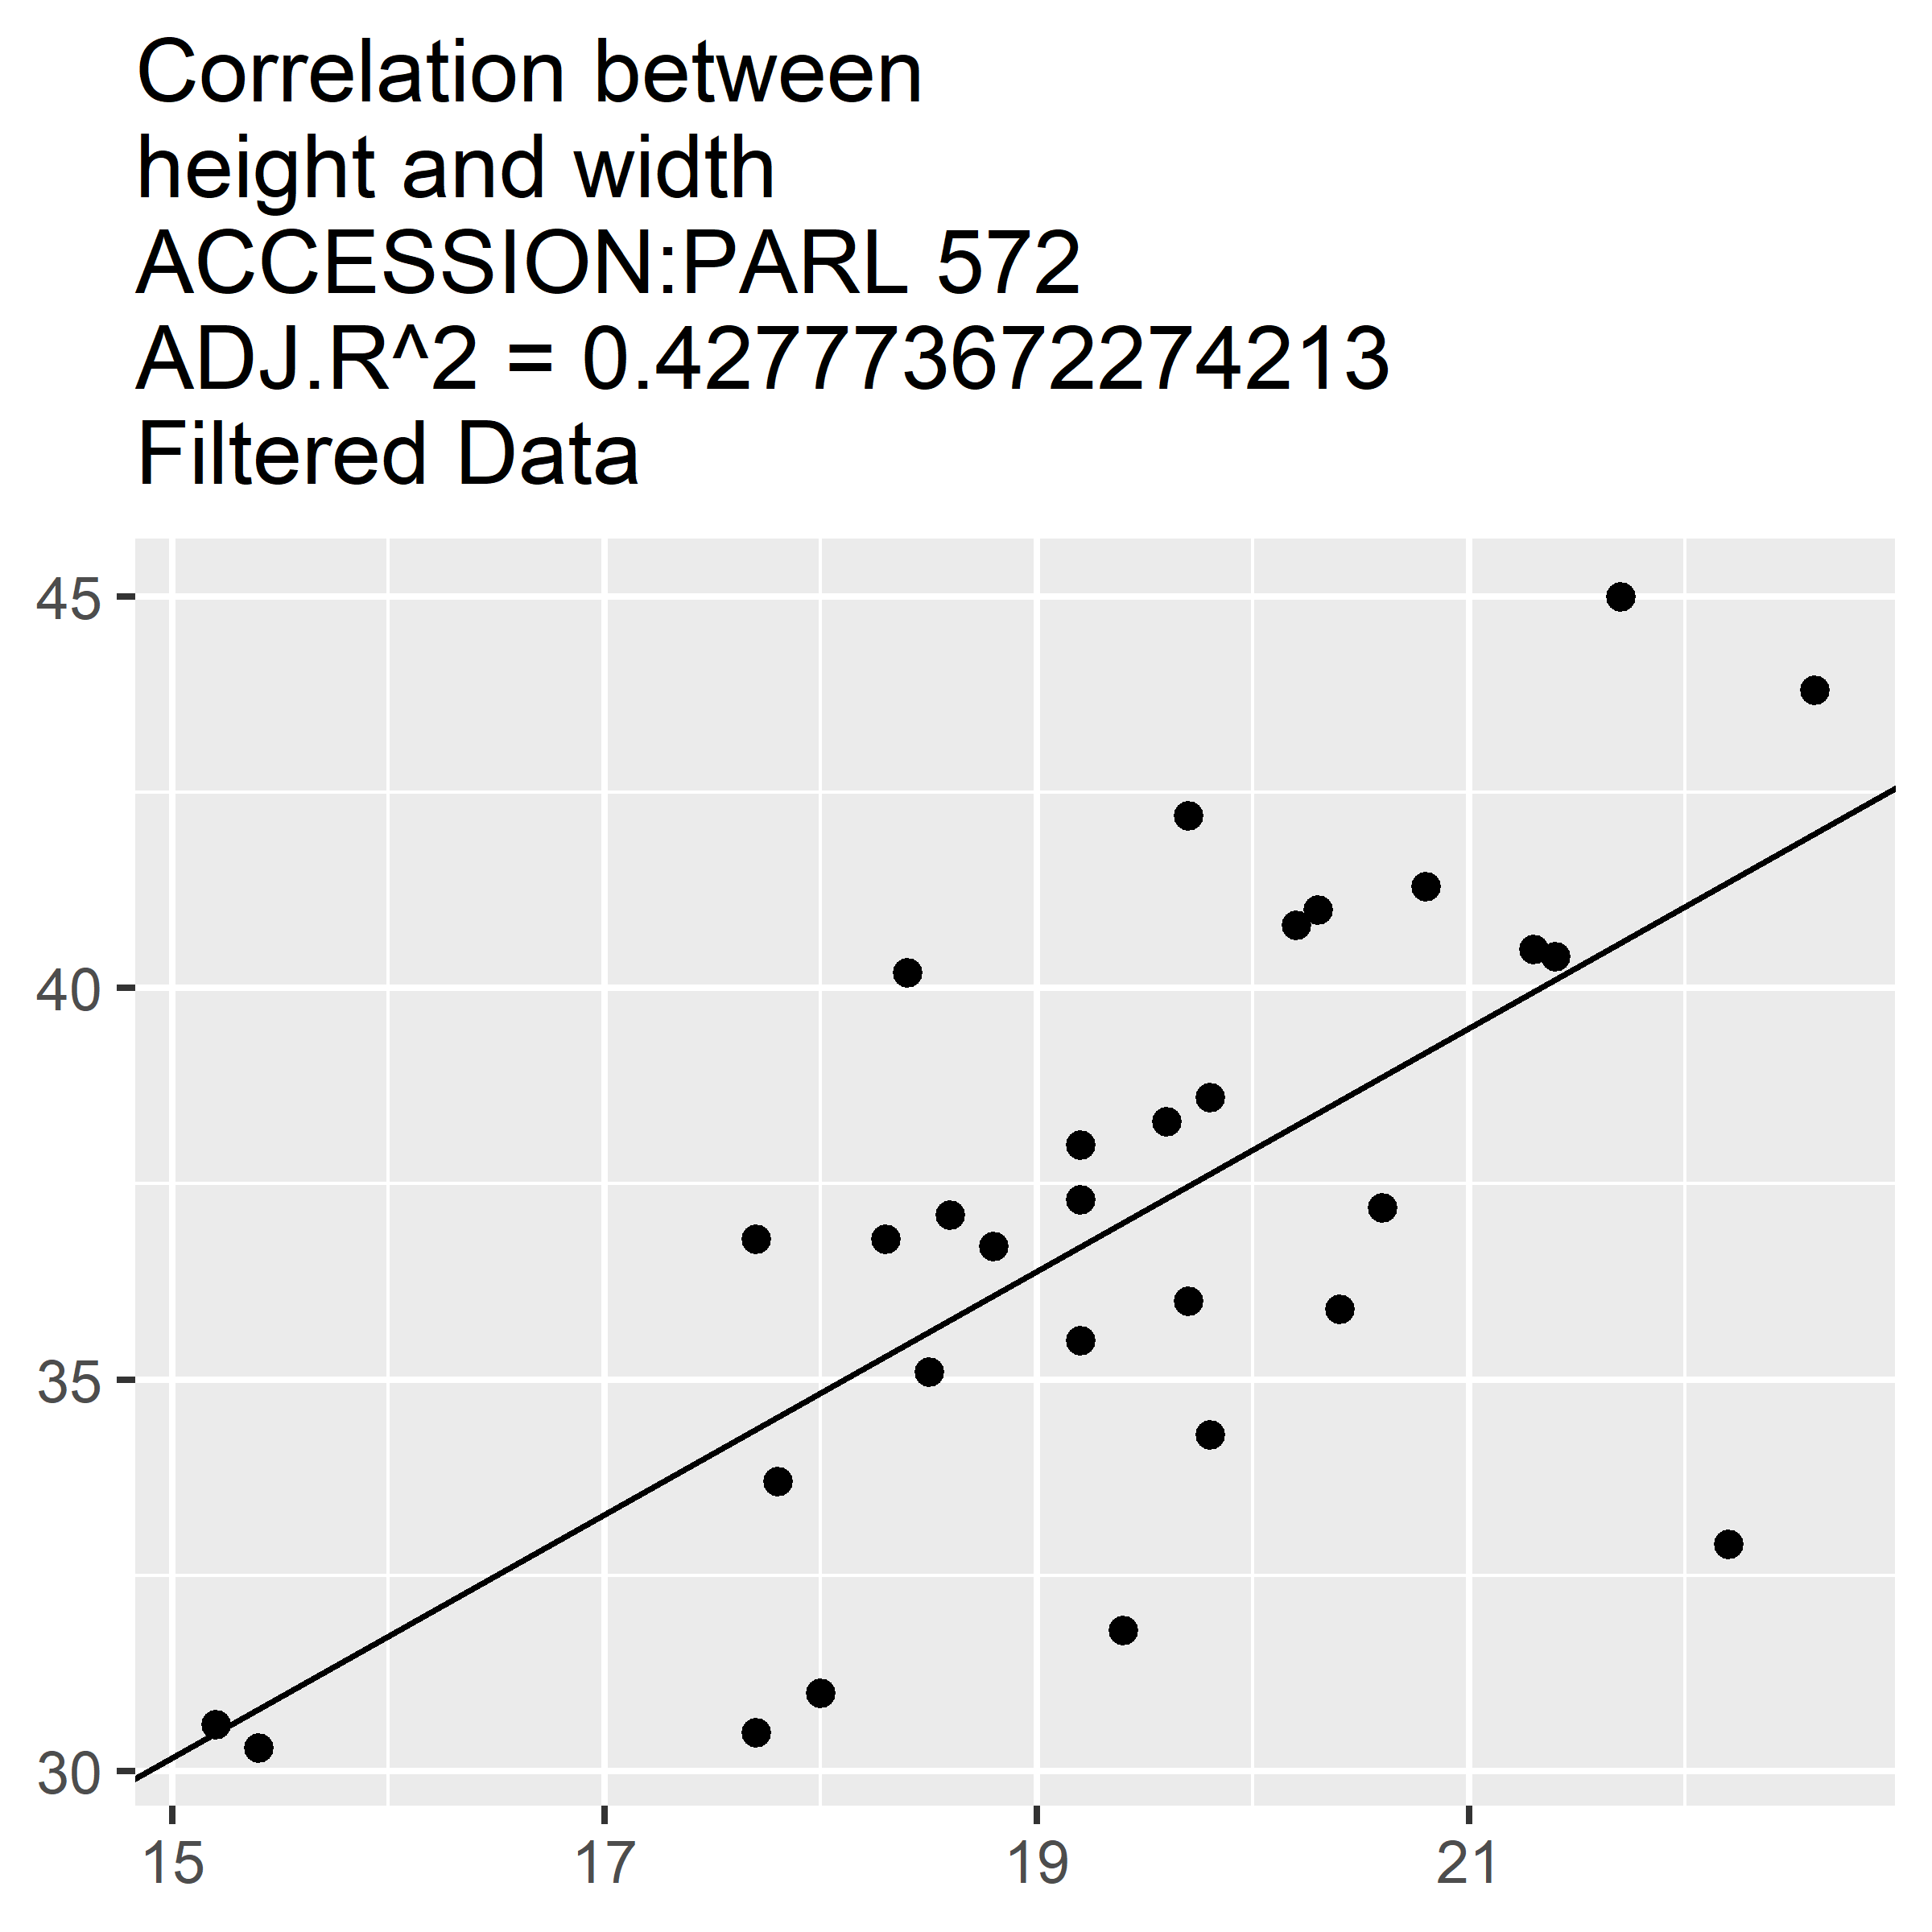 Correlation between
height and width
ACCESSION:PARL 572
ADJ.R^2 = 0.427773672274213
Filtered Data
45
40
35
30
15 17 19 21